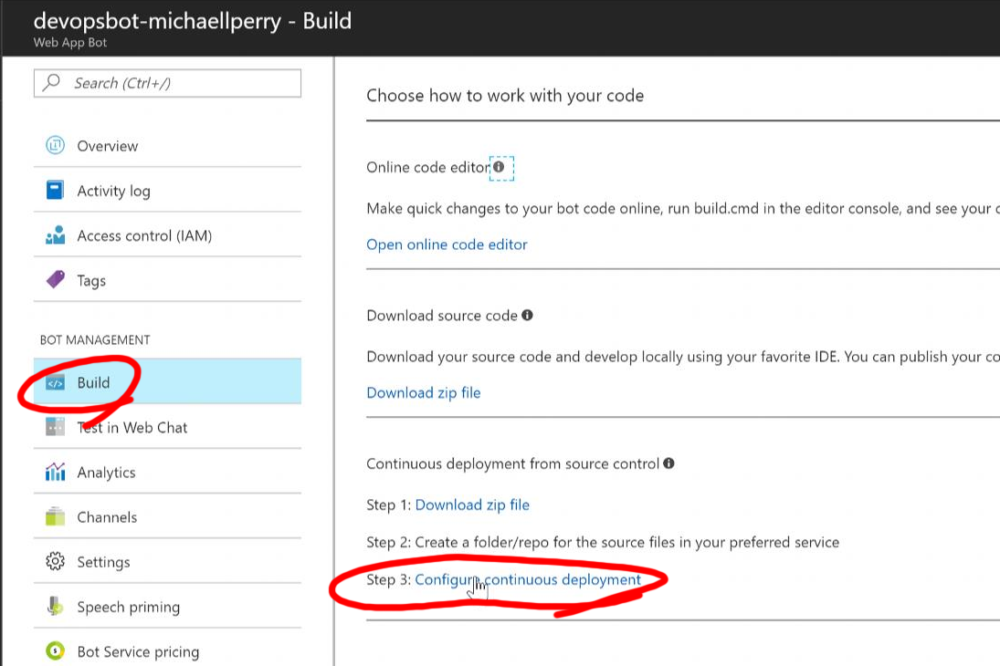 devopsbot-michaellperry - Build
Web App Bot
Search (Ctrl+/)
Overview
Activity log
Access control (IAM)
Tags
BOT MANAGEMENT
Build
Test in Web Chat
Analytics
Channels
Settings
Speech priming
Bot Service pricing
Choose how to work with your code
Online code editor
Make quick changes to your bot code online, run build.cmd in the editor console, and see your
Open online code editor
Download source code
Download your source code and develop locally using your favorite IDE. You can publish your co
Download zip file
Continuous deployment from source control
Step 1: Download zip file
Step 2: Create a folder/repo for the source files in your preferred service
Step 3: Configure continuous deployment